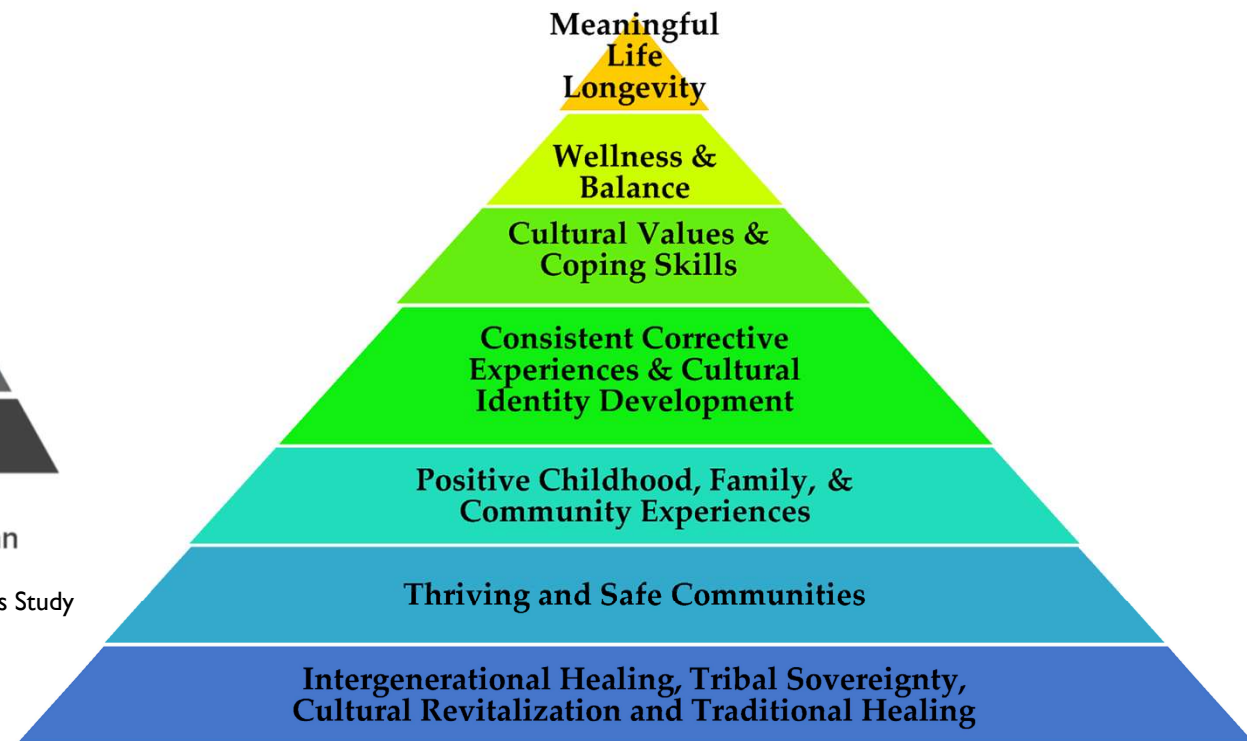 Meaningful
Life
Longevity
Wellness &
Balance
Cultural Values &
Coping Skills
Consistent Corrective
Experiences & Cultural
Identity Development
Positive Childhood, Family, &
Community Experiences
Thriving and Safe Communities
s Study
Intergenerational Healing, Tribal Sovereignty,
Cultural Revitalization and Traditional Healing